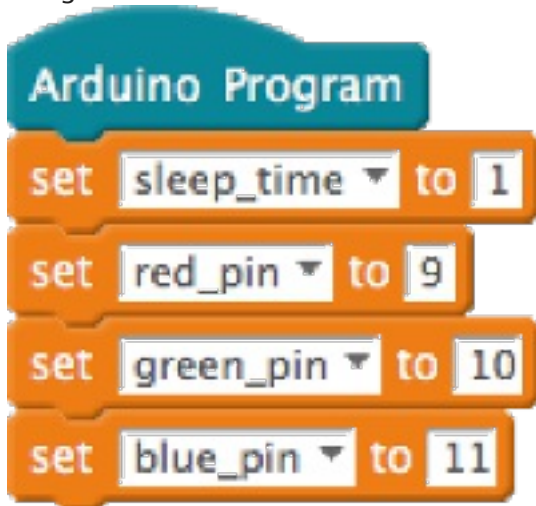 Arduino Program
set sleep_time to 1
set red_pin to 9
set green_pin to 10
set blue_pin to 11